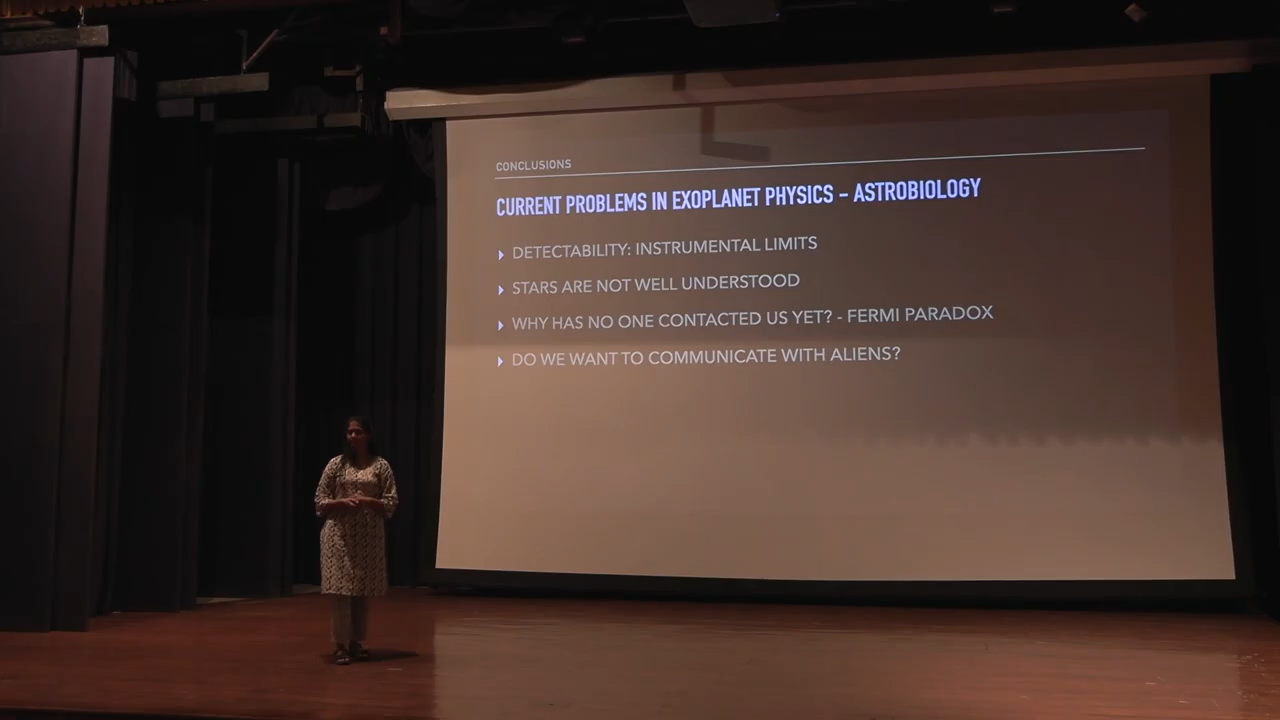 CONCLUSIONS
CURRENT PROBLEMS IN EXOPLANET PHYSICS – ASTROBIOLOGY
DETECTABILITY: INSTRUMENTAL LIMITS
STARS ARE NOT WELL UNDERSTOOD
WHY HAS NO ONE CONTACTED US YET? - FERMI PARADOX
DO WE WANT TO COMMUNICATE WITH ALIENS?